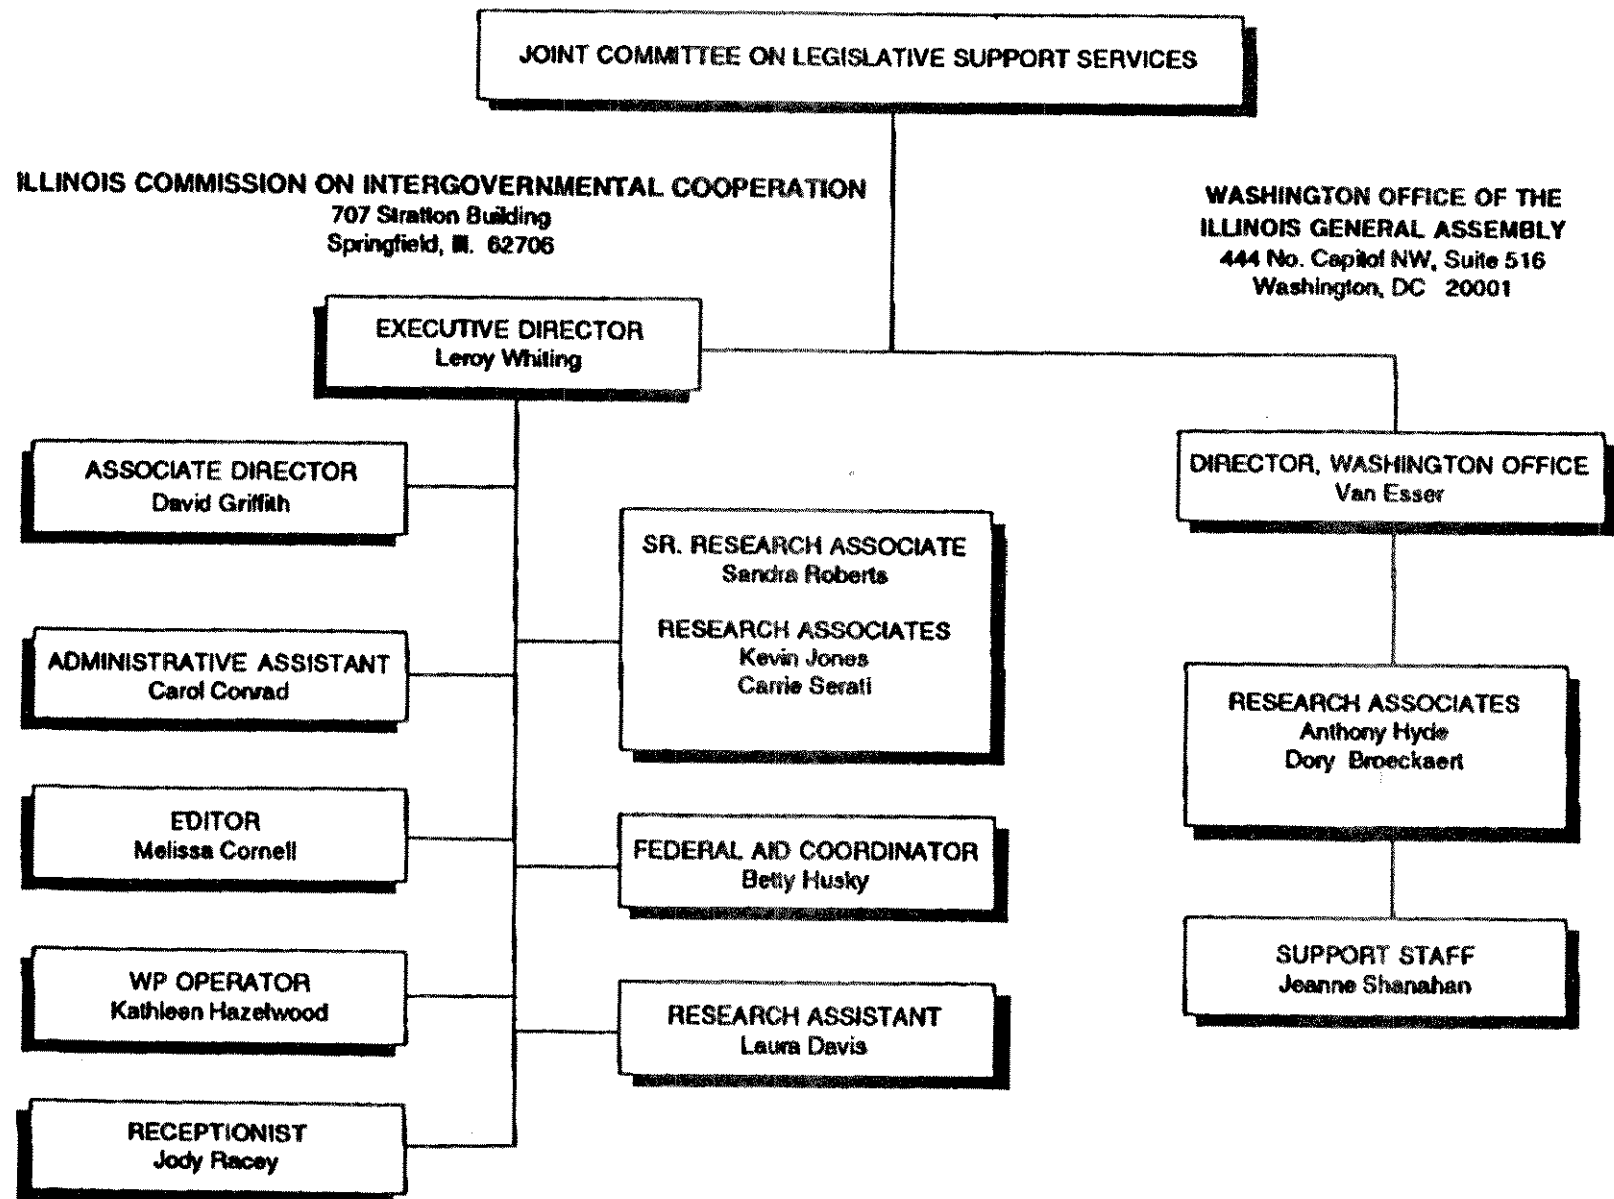 JOINT COMMITTEE ON LEGISLATIVE SUPPORT SERVICES
ILLINOIS COMMISSION ON INTERGOVERNMENTAL COOPERATION
707 Stratton Building
Springfield, Ill. 62706
WASHINGTON OFFICE OF THE
ILLINOIS GENERAL ASSEMBLY
444 No. Capitol NW, Suite 516
Washington, DC 20001
EXECUTIVE DIRECTOR
Leroy Whiting
ASSOCIATE DIRECTOR
David Griffith
ADMINISTRATIVE ASSISTANT
Carol Conrad
EDITOR
Melissa Cornell
WP OPERATOR
Kathleen Hazelwood
RECEPTIONIST
Jody Racey
SR. RESEARCH ASSOCIATE
Sandra Roberts
RESEARCH ASSOCIATES
Kevin Jones
Carrie Serati
FEDERAL AID COORDINATOR
Betty Husky
RESEARCH ASSISTANT
Laura Davis
DIRECTOR, WASHINGTON OFFICE
Van Esser
RESEARCH ASSOCIATES
Anthony Hyde
Dory Broeckaert
SUPPORT STAFF
Jeanne Shanahan